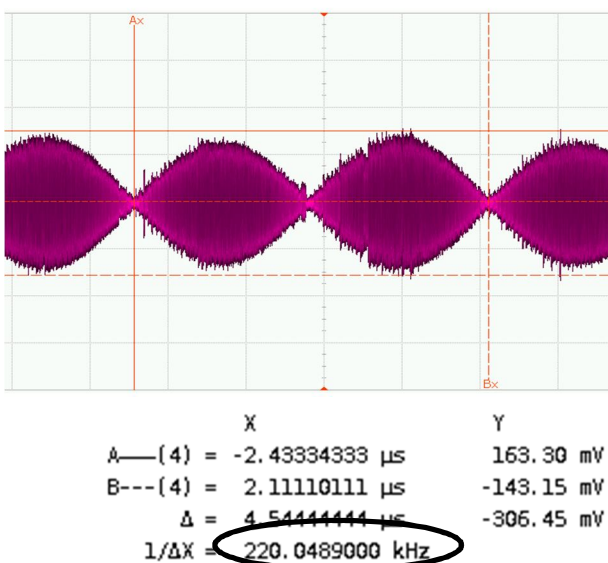 Ax
Bx
X Y
A——(4) = -2.43334333 µs 163.30 mV
B---(4) = 2.11110111 µs -143.15 mV
Δ = 4.54444444 µs -306.45 mV
1/ΔX = 220.0489000 kHz